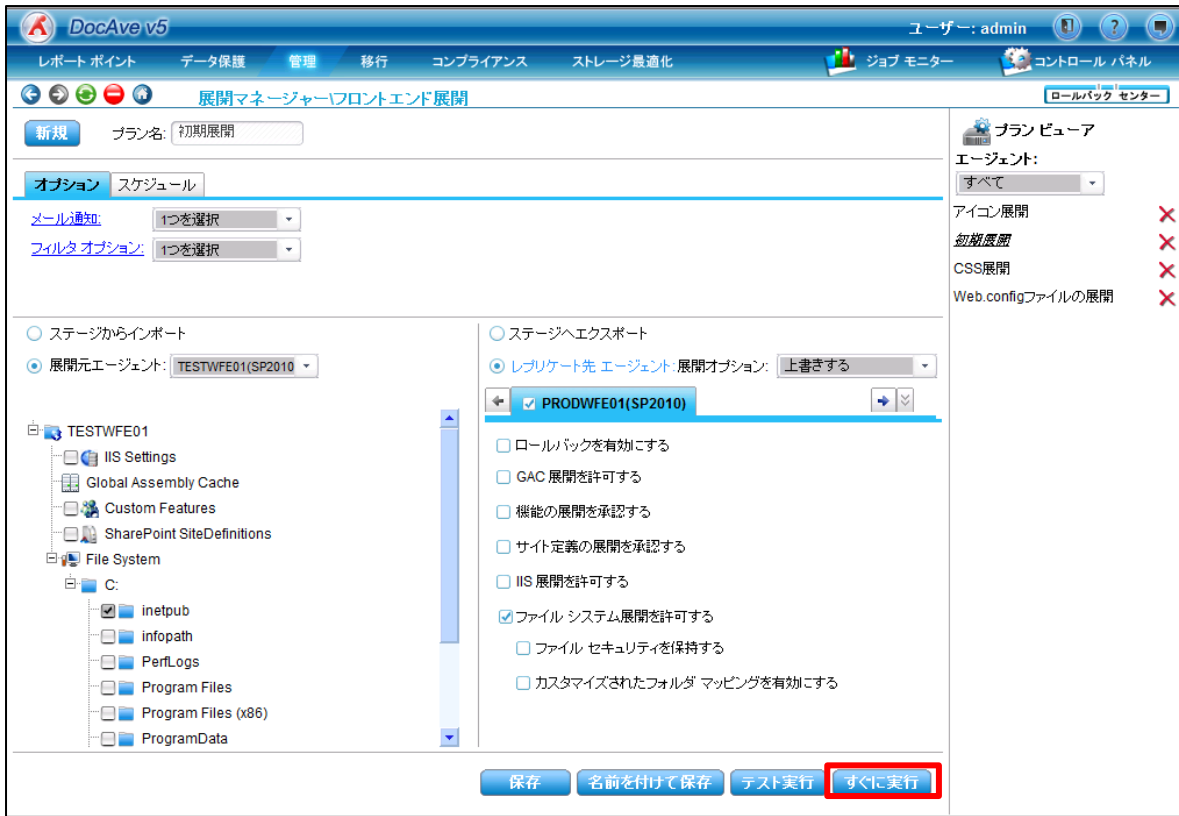 DocAve v5
ユーザー: admin
レポート ポイント データ保護 管理 移行 コンプライアンス ストレージ最適化 ジョブ モニター コントロール パネル
展開マネージャー\フロントエンド展開
ロールバック センター
新規 プラン名: 初期展開
オプション スケジュール
メール通知: 1つを選択
フィルタ オプション: 1つを選択
ステージからインポート
展開元エージェント: TESTWFE01(SP2010
TESTWFE01
IIS Settings
Global Assembly Cache
Custom Features
SharePoint SiteDefinitions
File System
C:
inetpub
infopath
PerfLogs
Program Files
Program Files (x86)
ProgramData
ステージへエクスポート
レプリケート先 エージェント: 展開オプション: 上書きする
PRODWFE01(SP2010)
ロールバックを有効にする
GAC 展開を許可する
機能の展開を承認する
サイト定義の展開を承認する
IIS 展開を許可する
ファイル システム展開を許可する
ファイル セキュリティを保持する
カスタマイズされたフォルダ マッピングを有効にする
保存 名前を付けて保存 テスト実行 すぐに実行
プラン ビューア
エージェント:
すべて
アイコン展開
初期展開
CSS展開
Web.configファイルの展開